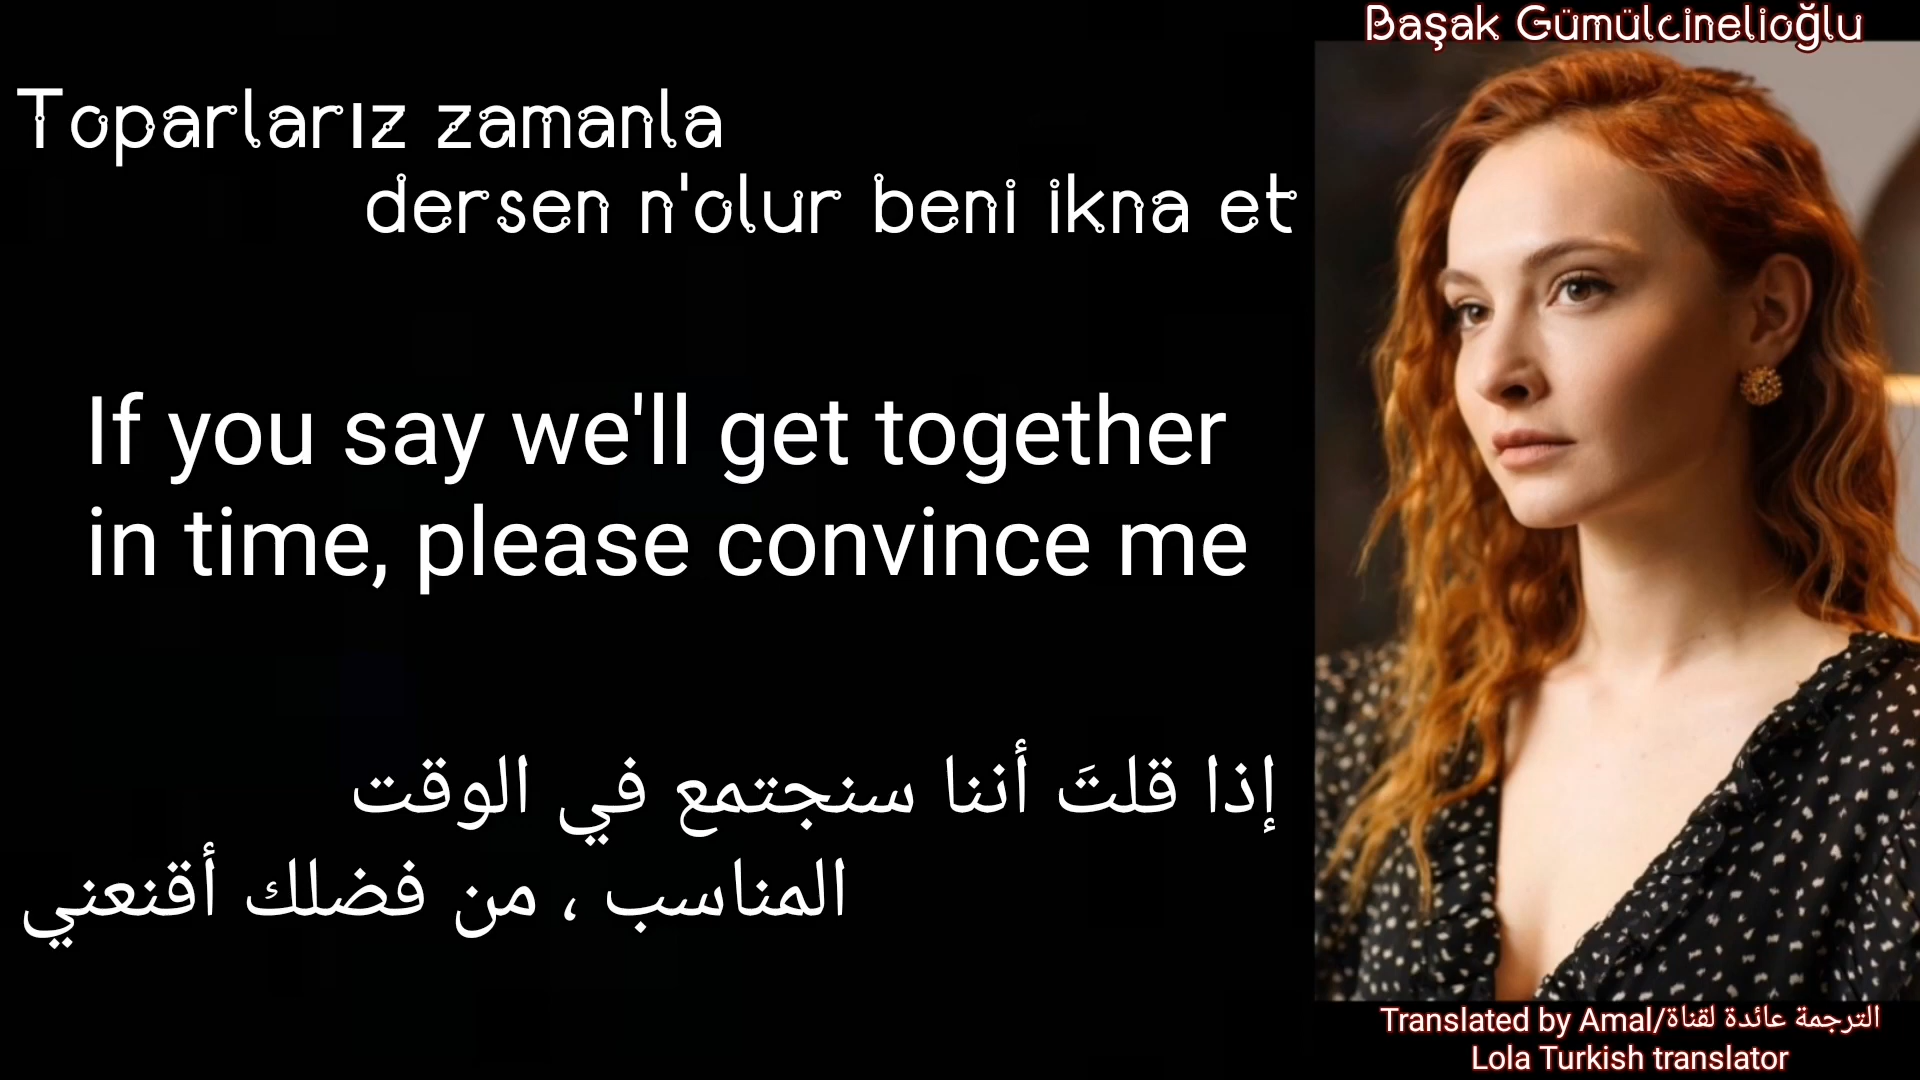 Başak Gümülcinelioğlu
Toparlarız zamanla
dersen n'olur beni ikna et
If you say we'll get together
in time, please convince me
إذا قلتَ أننا سنجتمع في الوقت
المناسب ، من فضلك أقنعني
Translated by Amal/الترجمة عائدة لقناة
Lola Turkish translator